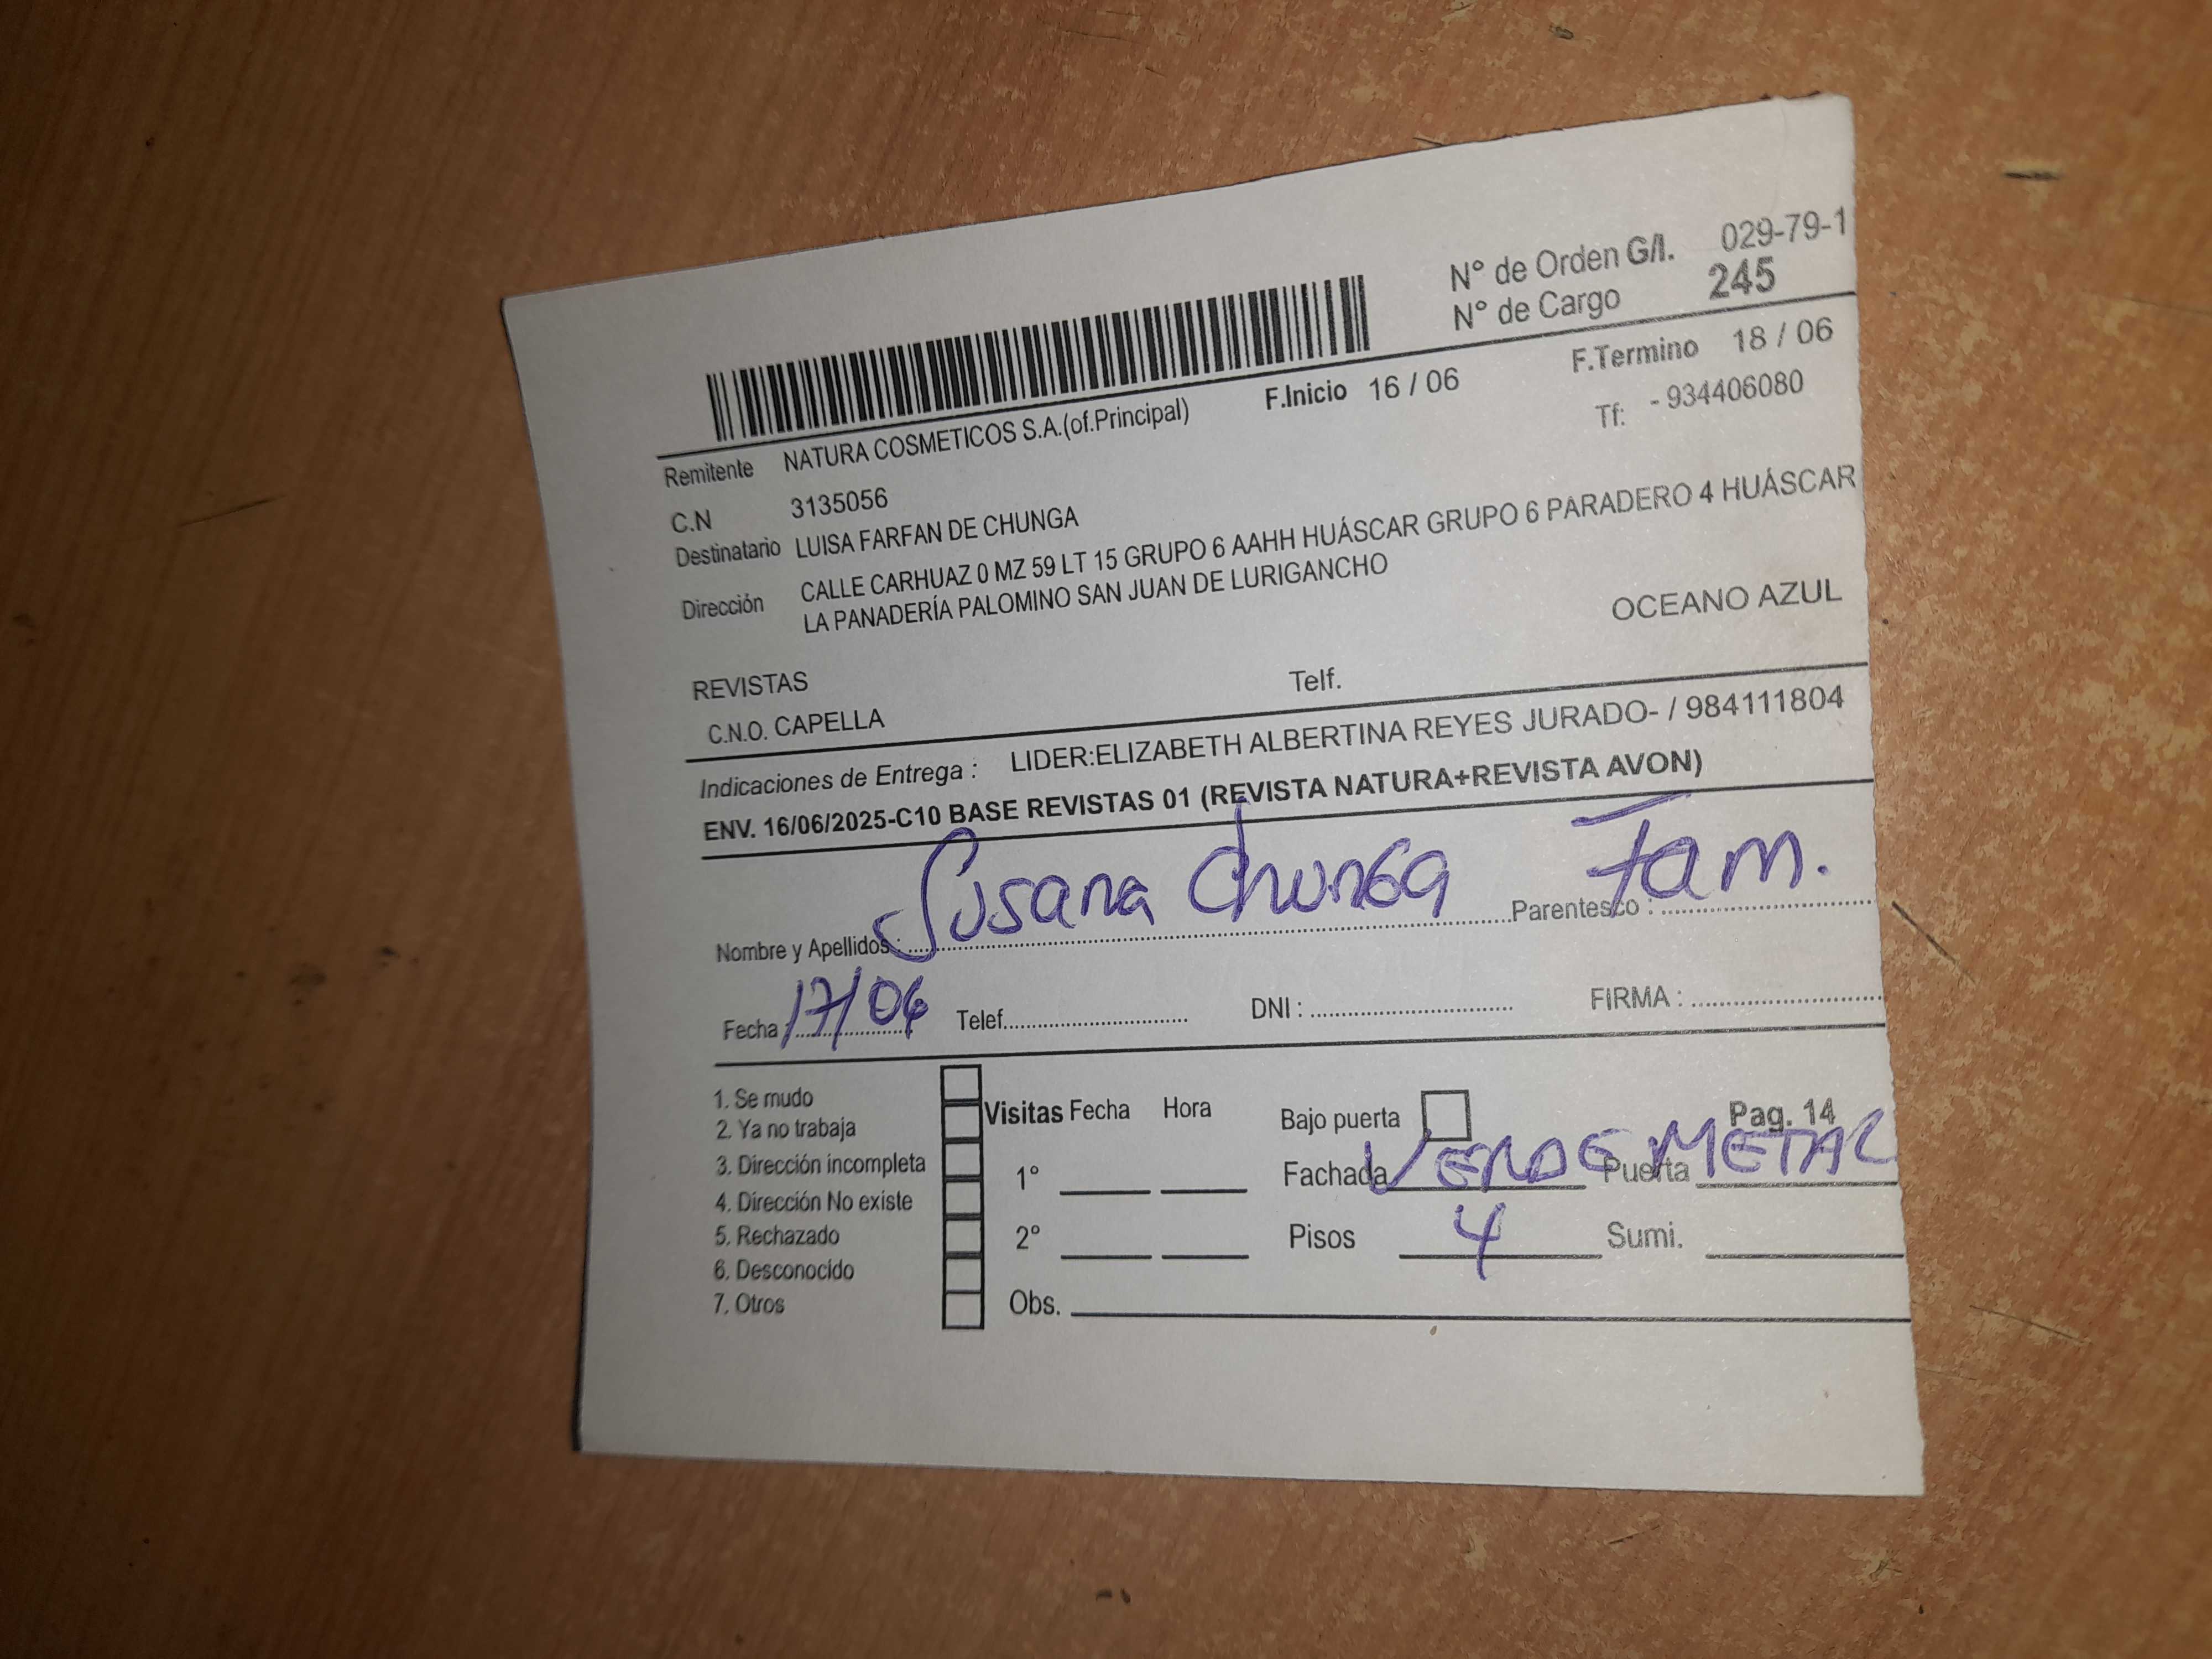 N° de Orden G/I. 029-79-1
N° de Cargo 245
F.Inicio 16 / 06 F.Termino 18 / 06
Remitente NATURA COSMETICOS S.A.(of.Principal) Tf: - 934406080
C.N 3135056
Destinatario LUISA FARFAN DE CHUNGA
Dirección CALLE CARHUAZ 0 MZ 59 LT 15 GRUPO 6 AAHH HUÁSCAR GRUPO 6 PARADERO 4 HUÁSCAR
LA PANADERÍA PALOMINO SAN JUAN DE LURIGANCHO
OCEANO AZUL
REVISTAS Telf.
C.N.O. CAPELLA
Indicaciones de Entrega : LIDER:ELIZABETH ALBERTINA REYES JURADO- / 984111804
ENV. 16/06/2025-C10 BASE REVISTAS 01 (REVISTA NATURA+REVISTA AVON)
Nombre y Apellidos : Susana Chunga Parentesco : Fam.
Fecha : 17/06 Telef. DNI : FIRMA :
1. Se mudo Visitas Fecha Hora Bajo puerta Pag. 14
2. Ya no trabaja
3. Dirección incompleta 1° Fachada VERDE Puerta METAL
4. Dirección No existe
5. Rechazado 2° Pisos 4 Sumi.
6. Desconocido
7. Otros Obs.